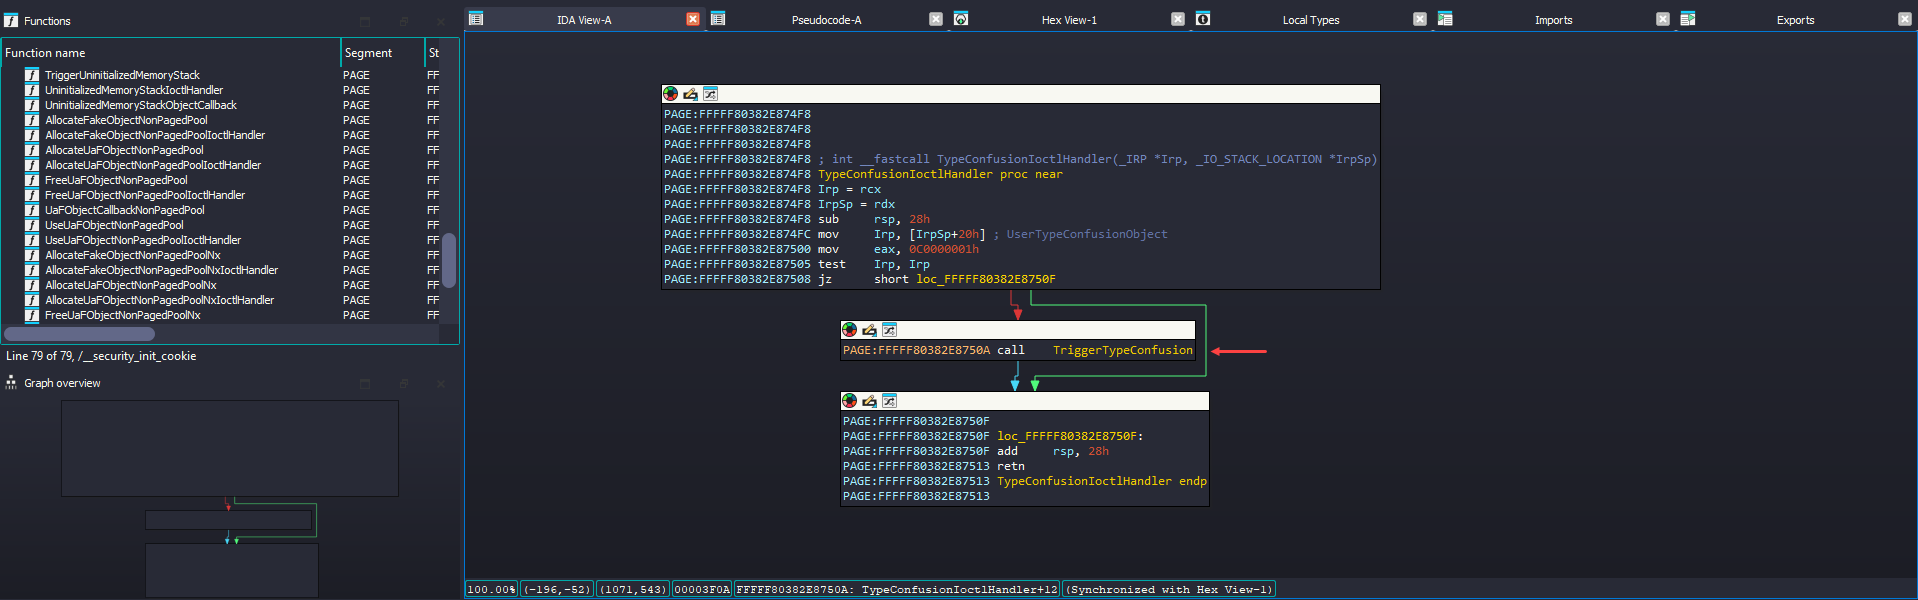 Functions
Function name Segment St
TriggerUninitializedMemoryStack PAGE FF
UninitializedMemoryStackIoctlHandler PAGE FF
UninitializedMemoryStackObjectCallback PAGE FF
AllocateFakeObjectNonPagedPool PAGE FF
AllocateFakeObjectNonPagedPoolIoctlHandler PAGE FF
AllocateUaFObjectNonPagedPool PAGE FF
AllocateUaFObjectNonPagedPoolIoctlHandler PAGE FF
FreeUaFObjectNonPagedPool PAGE FF
FreeUaFObjectNonPagedPoolIoctlHandler PAGE FF
UaFObjectCallbackNonPagedPool PAGE FF
UseUaFObjectNonPagedPool PAGE FF
UseUaFObjectNonPagedPoolIoctlHandler PAGE FF
AllocateFakeObjectNonPagedPoolNx PAGE FF
AllocateFakeObjectNonPagedPoolNxIoctlHandler PAGE FF
AllocateUaFObjectNonPagedPoolNx PAGE FF
AllocateUaFObjectNonPagedPoolNxIoctlHandler PAGE FF
FreeUaFObjectNonPagedPoolNx PAGE FF
Line 79 of 79, /__security_init_cookie
Graph overview
IDA View-A Pseudocode-A Hex View-1 Local Types Imports Exports
PAGE:FFFFF80382E874F8
PAGE:FFFFF80382E874F8
PAGE:FFFFF80382E874F8
PAGE:FFFFF80382E874F8 ; int __fastcall TypeConfusionIoctlHandler(_IRP *Irp, _IO_STACK_LOCATION *IrpSp)
PAGE:FFFFF80382E874F8 TypeConfusionIoctlHandler proc near
PAGE:FFFFF80382E874F8 Irp = rcx
PAGE:FFFFF80382E874F8 IrpSp = rdx
PAGE:FFFFF80382E874F8 sub rsp, 28h
PAGE:FFFFF80382E874FC mov Irp, [IrpSp+20h] ; UserTypeConfusionObject
PAGE:FFFFF80382E87500 mov eax, 0C0000001h
PAGE:FFFFF80382E87505 test Irp, Irp
PAGE:FFFFF80382E87508 jz short loc_FFFFF80382E8750F
PAGE:FFFFF80382E8750A call TriggerTypeConfusion
PAGE:FFFFF80382E8750F
PAGE:FFFFF80382E8750F loc_FFFFF80382E8750F:
PAGE:FFFFF80382E8750F add rsp, 28h
PAGE:FFFFF80382E87513 retn
PAGE:FFFFF80382E87513 TypeConfusionIoctlHandler endp
PAGE:FFFFF80382E87513
100.00% (-196,-52) (1071,543) 00003F0A FFFFF80382E8750A: TypeConfusionIoctlHandler+12 (Synchronized with Hex View-1)